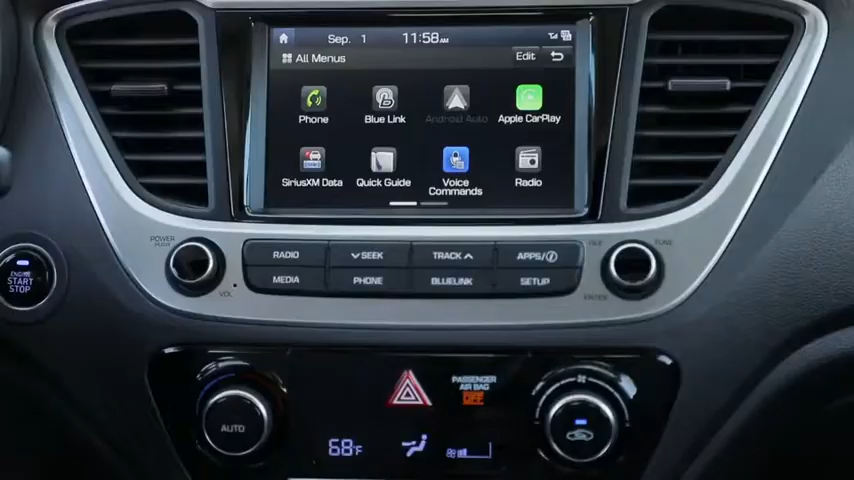 Sep. 1 11:58 AM
All Menus
Edit
Phone
Blue Link
Android Auto
Apple CarPlay
SiriusXM Data
Quick Guide
Voice
Commands
Radio
POWER
PUSH
VOL
RADIO
SEEK
TRACK
APPS/i
MEDIA
PHONE
BLUELINK
SETUP
FILE
TUNE
ENTER
ENGINE
START
STOP
PASSENGER
AIR BAG
OFF
AUTO
68°F